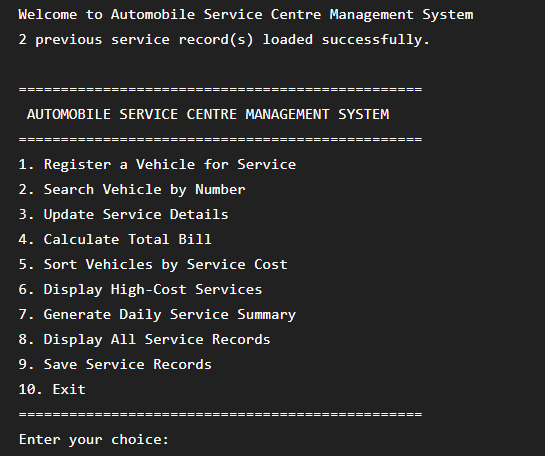 Welcome to Automobile Service Centre Management System
2 previous service record(s) loaded successfully.
================================================
AUTOMOBILE SERVICE CENTRE MANAGEMENT SYSTEM
================================================
1. Register a Vehicle for Service
2. Search Vehicle by Number
3. Update Service Details
4. Calculate Total Bill
5. Sort Vehicles by Service Cost
6. Display High-Cost Services
7. Generate Daily Service Summary
8. Display All Service Records
9. Save Service Records
10. Exit
================================================
Enter your choice: